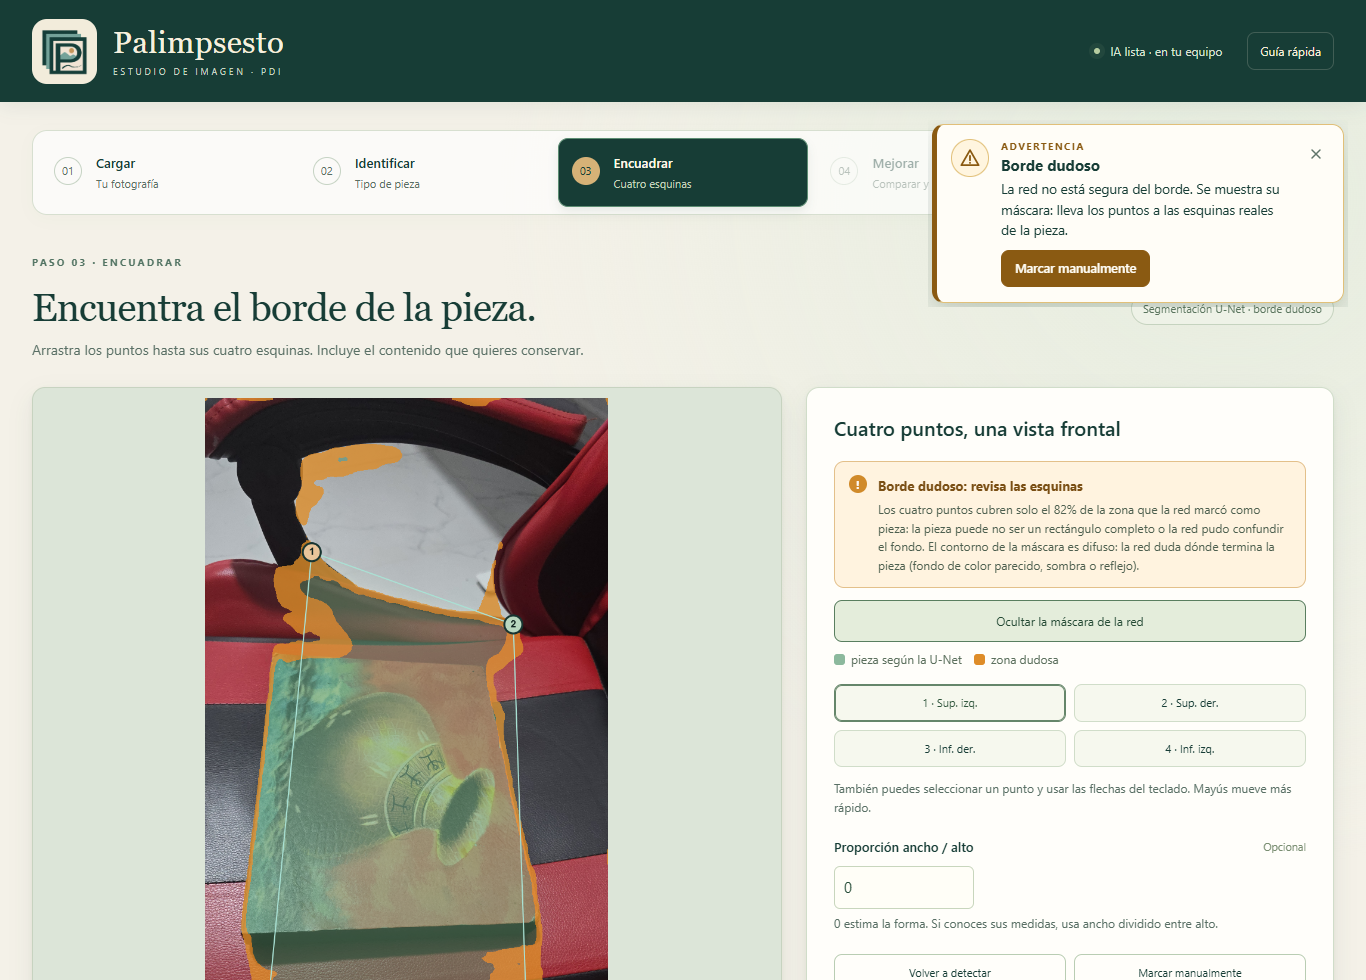 Palimpsesto
ESTUDIO DE IMAGEN · PDI
IA lista · en tu equipo
Guía rápida
01
Cargar
Tu fotografía
02
Identificar
Tipo de pieza
03
Encuadrar
Cuatro esquinas
04
Mejorar
Comparar y
ADVERTENCIA
Borde dudoso
La red no está segura del borde. Se muestra su
máscara: lleva los puntos a las esquinas reales
de la pieza.
Marcar manualmente
PASO 03 · ENCUADRAR
Encuentra el borde de la pieza.
Segmentación U-Net · borde dudoso
Arrastra los puntos hasta sus cuatro esquinas. Incluye el contenido que quieres conservar.
1
2
Cuatro puntos, una vista frontal
Borde dudoso: revisa las esquinas
Los cuatro puntos cubren solo el 82% de la zona que la red marcó como
pieza: la pieza puede no ser un rectángulo completo o la red pudo confundir
el fondo. El contorno de la máscara es difuso: la red duda dónde termina la
pieza (fondo de color parecido, sombra o reflejo).
Ocultar la máscara de la red
pieza según la U-Net
zona dudosa
1 · Sup. izq.
2 · Sup. der.
3 · Inf. der.
4 · Inf. izq.
También puedes seleccionar un punto y usar las flechas del teclado. Mayús mueve más
rápido.
Proporción ancho / alto
Opcional
0
0 estima la forma. Si conoces sus medidas, usa ancho dividido entre alto.
Volver a detectar
Marcar manualmente